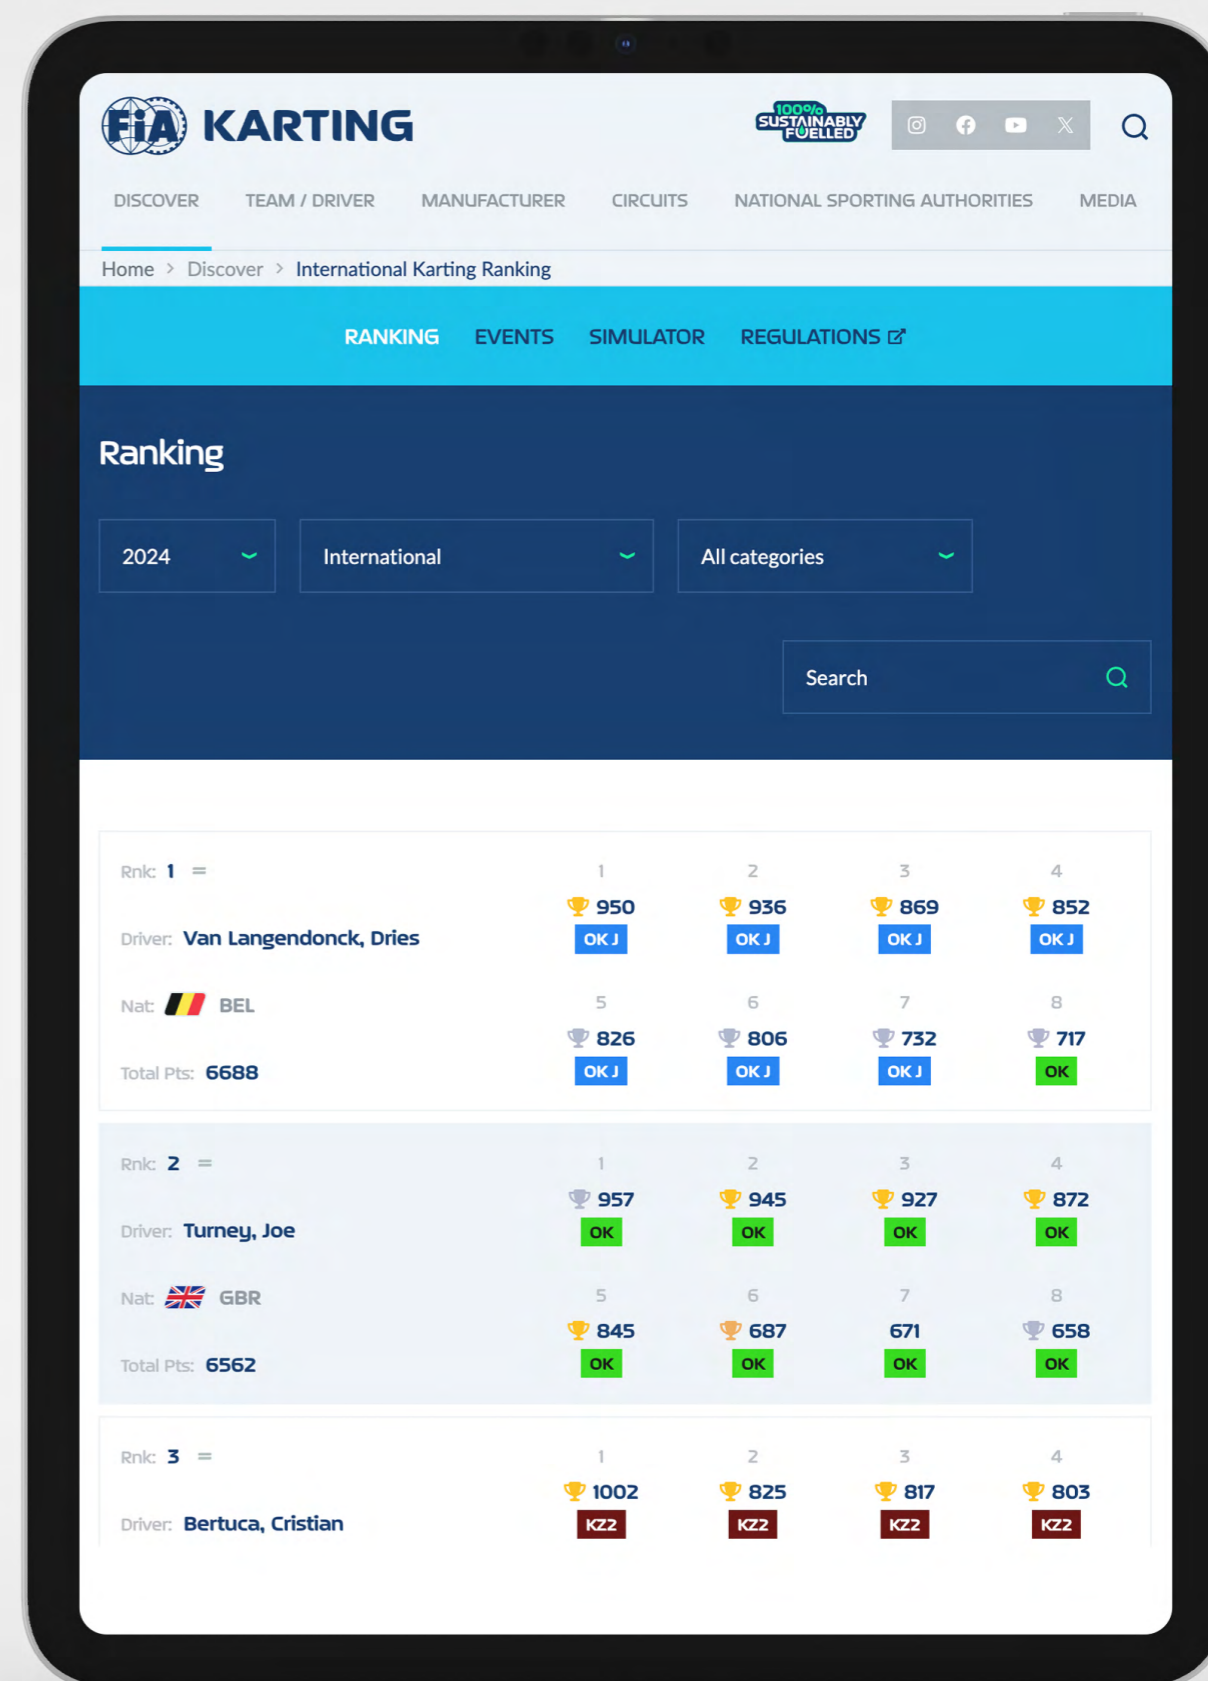 FiA KARTING
100%
SUSTAINABLY
FUELLED
DISCOVER TEAM / DRIVER MANUFACTURER CIRCUITS NATIONAL SPORTING AUTHORITIES MEDIA
Home > Discover > International Karting Ranking
RANKING EVENTS SIMULATOR REGULATIONS
Ranking
2024 International All categories
Search
Rnk: 1 = 1 2 3 4
950 936 869 852
Driver: Van Langendonck, Dries OK J OK J OK J OK J
Nat: BEL 5 6 7 8
826 806 732 717
Total Pts: 6688 OK J OK J OK J OK
Rnk: 2 = 1 2 3 4
957 945 927 872
Driver: Turney, Joe OK OK OK OK
Nat: GBR 5 6 7 8
845 687 671 658
Total Pts: 6562 OK OK OK OK
Rnk: 3 = 1 2 3 4
1002 825 817 803
Driver: Bertuca, Cristian KZ2 KZ2 KZ2 KZ2